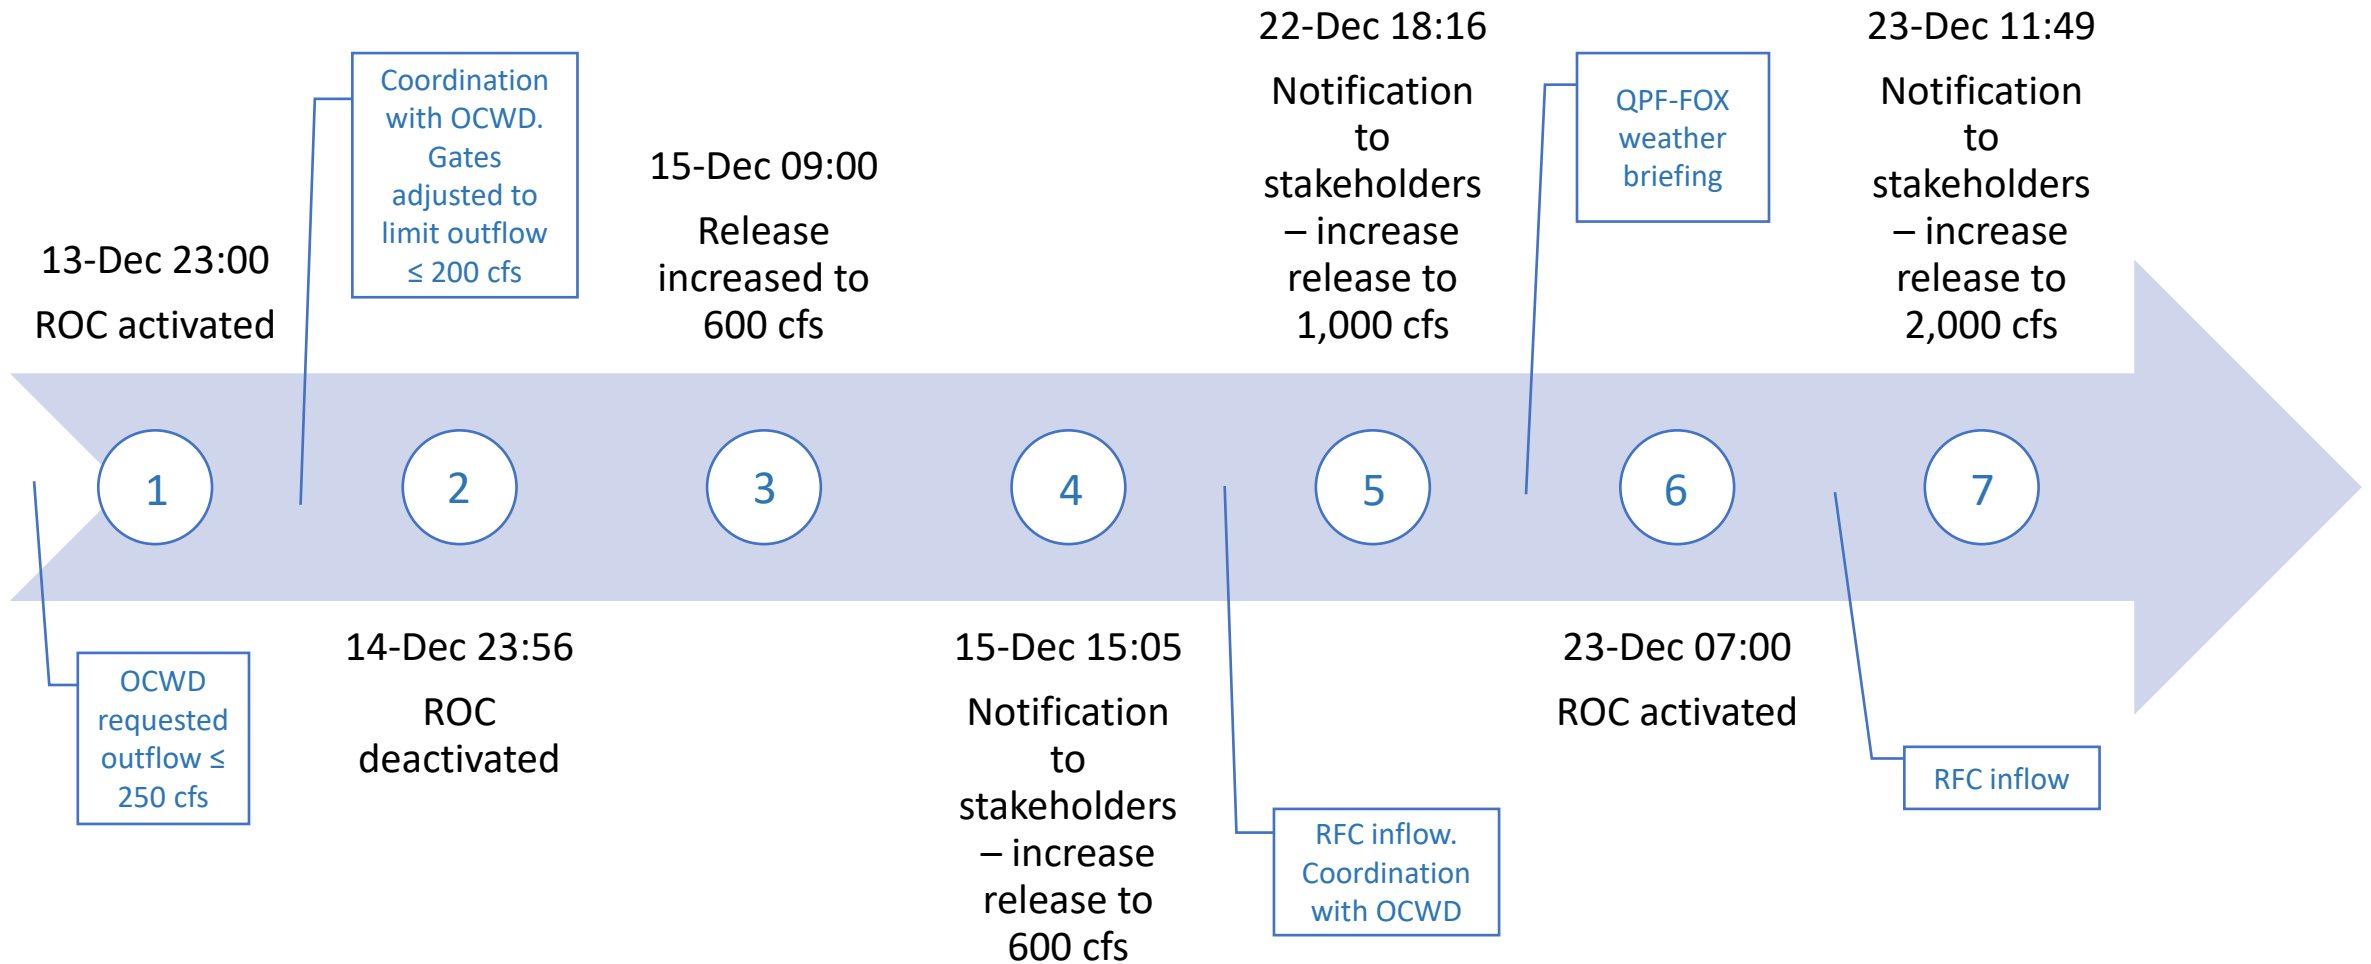 13-Dec 23:00
ROC activated
Coordination
with OCWD.
Gates
adjusted to
limit outflow
≤ 200 cfs
15-Dec 09:00
Release
increased to
600 cfs
22-Dec 18:16
Notification
to
stakeholders
– increase
release to
1,000 cfs
QPF-FOX
weather
briefing
23-Dec 11:49
Notification
to
stakeholders
– increase
release to
2,000 cfs
1
2
3
4
5
6
7
OCWD
requested
outflow ≤
250 cfs
14-Dec 23:56
ROC
deactivated
15-Dec 15:05
Notification
to
stakeholders
– increase
release to
600 cfs
RFC inflow.
Coordination
with OCWD
23-Dec 07:00
ROC activated
RFC inflow